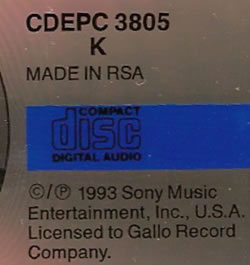 CDEPC 3805
K
MADE IN RSA
COMPACT
disc
DIGITAL AUDIO
©/℗ 1993 Sony Music
Entertainment, Inc., U.S.A.
Licensed to Gallo Record
Company.